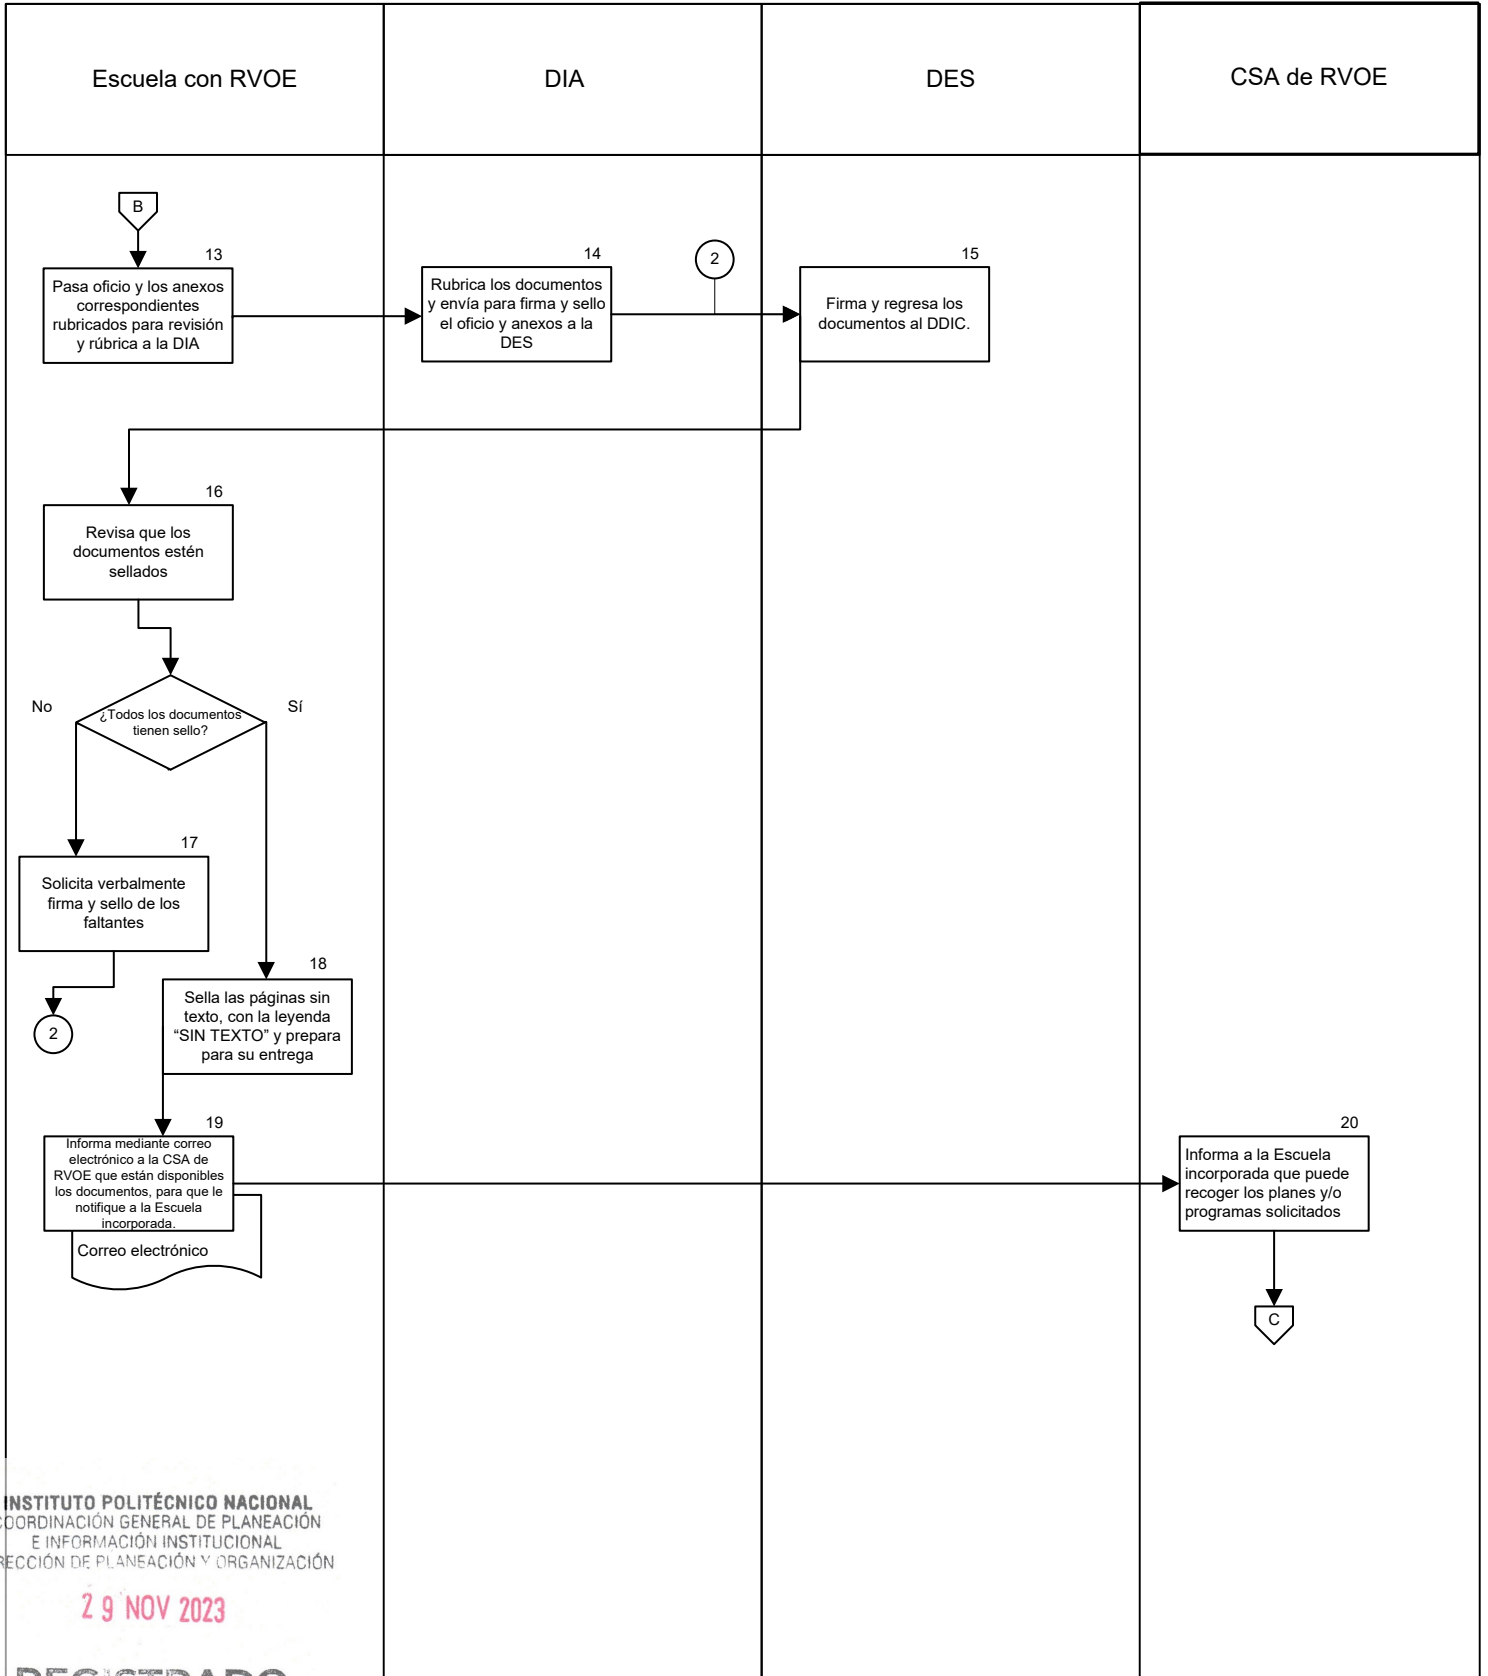 Escuela con RVOE
DIA
DES
CSA de RVOE
B
13
Pasa oficio y los anexos
correspondientes
rubricados para revisión
y rúbrica a la DIA
14
Rubrica los documentos
y envía para firma y sello
el oficio y anexos a la
DES
2
15
Firma y regresa los
documentos al DDIC.
16
Revisa que los
documentos estén
sellados
No
¿Todos los documentos
tienen sello?
Sí
17
Solicita verbalmente
firma y sello de los
faltantes
2
18
Sella las páginas sin
texto, con la leyenda
“SIN TEXTO” y prepara
para su entrega
19
Informa mediante correo
electrónico a la CSA de
RVOE que están disponibles
los documentos, para que le
notifique a la Escuela
incorporada.
Correo electrónico
20
Informa a la Escuela
incorporada que puede
recoger los planes y/o
programas solicitados
C
INSTITUTO POLITÉCNICO NACIONAL
COORDINACIÓN GENERAL DE PLANEACIÓN
E INFORMACIÓN INSTITUCIONAL
RECCIÓN DE PLANEACIÓN Y ORGANIZACIÓN
29 NOV 2023
REGISTRADO